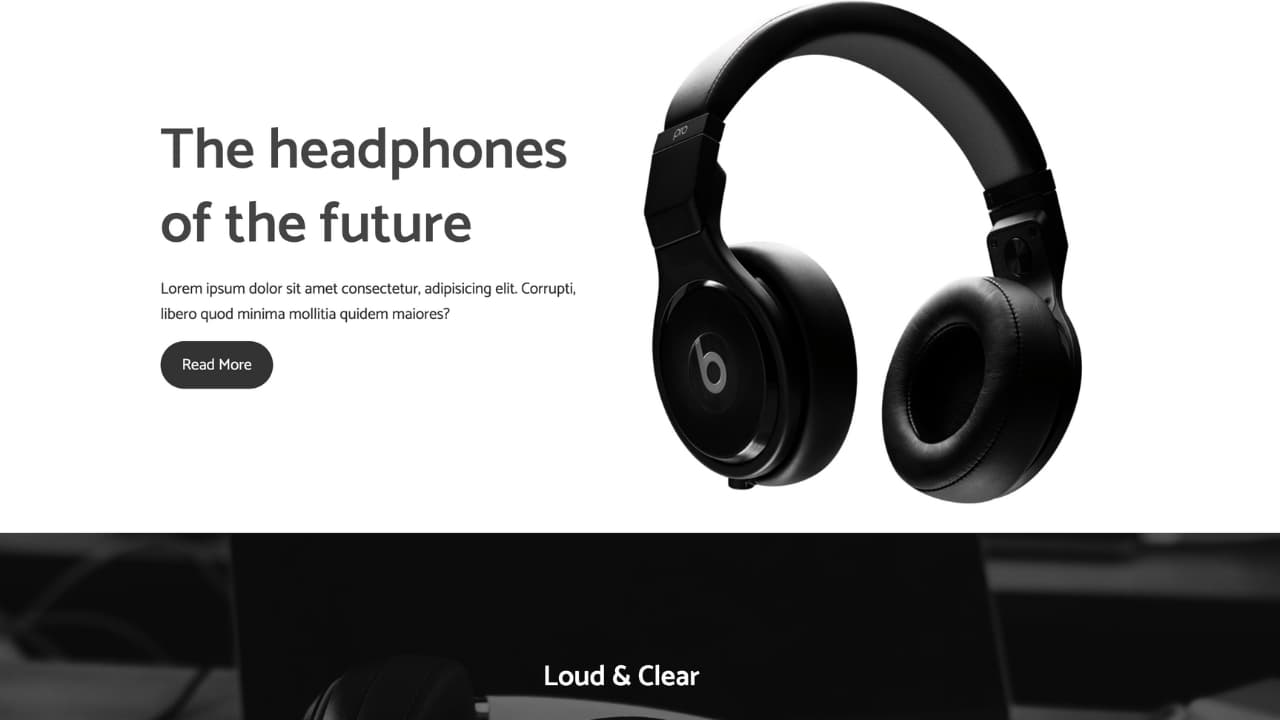 The headphones
of the future
Lorem ipsum dolor sit amet consectetur, adipisicing elit. Corrupti,
libero quod minima mollitia quidem maiores?
Read More
pro
b
Loud & Clear